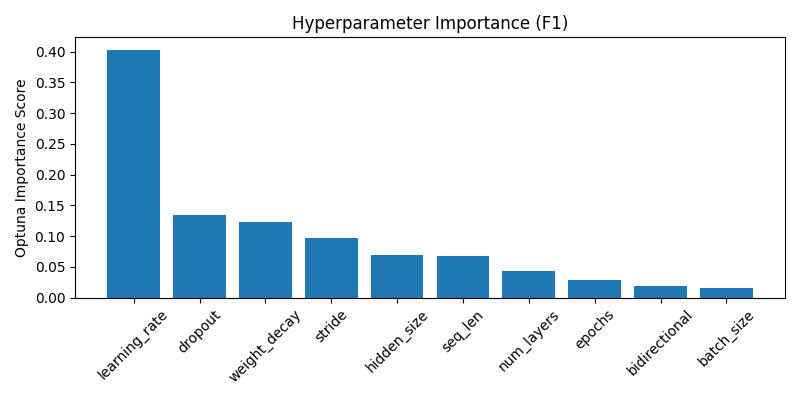 Hyperparameter Importance (F1)
Optuna Importance Score
0.40
0.35
0.30
0.25
0.20
0.15
0.10
0.05
0.00
learning_rate
dropout
weight_decay
stride
hidden_size
seq_len
num_layers
epochs
bidirectional
batch_size